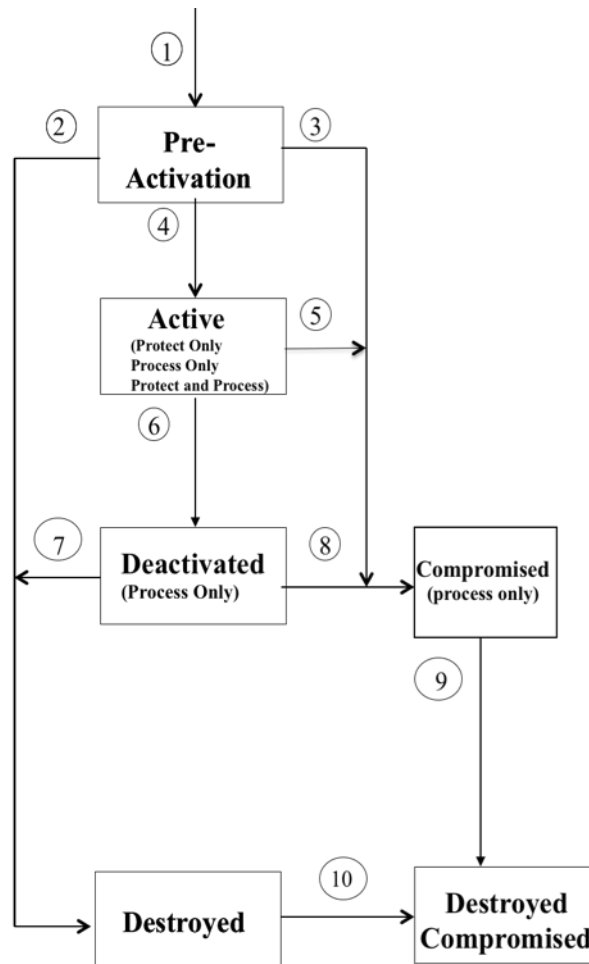 1
2
3
Pre-
Activation
4
Active
(Protect Only
Process Only
Protect and Process)
5
6
7
Deactivated
(Process Only)
8
Compromised
(process only)
9
10
Destroyed
Destroyed
Compromised